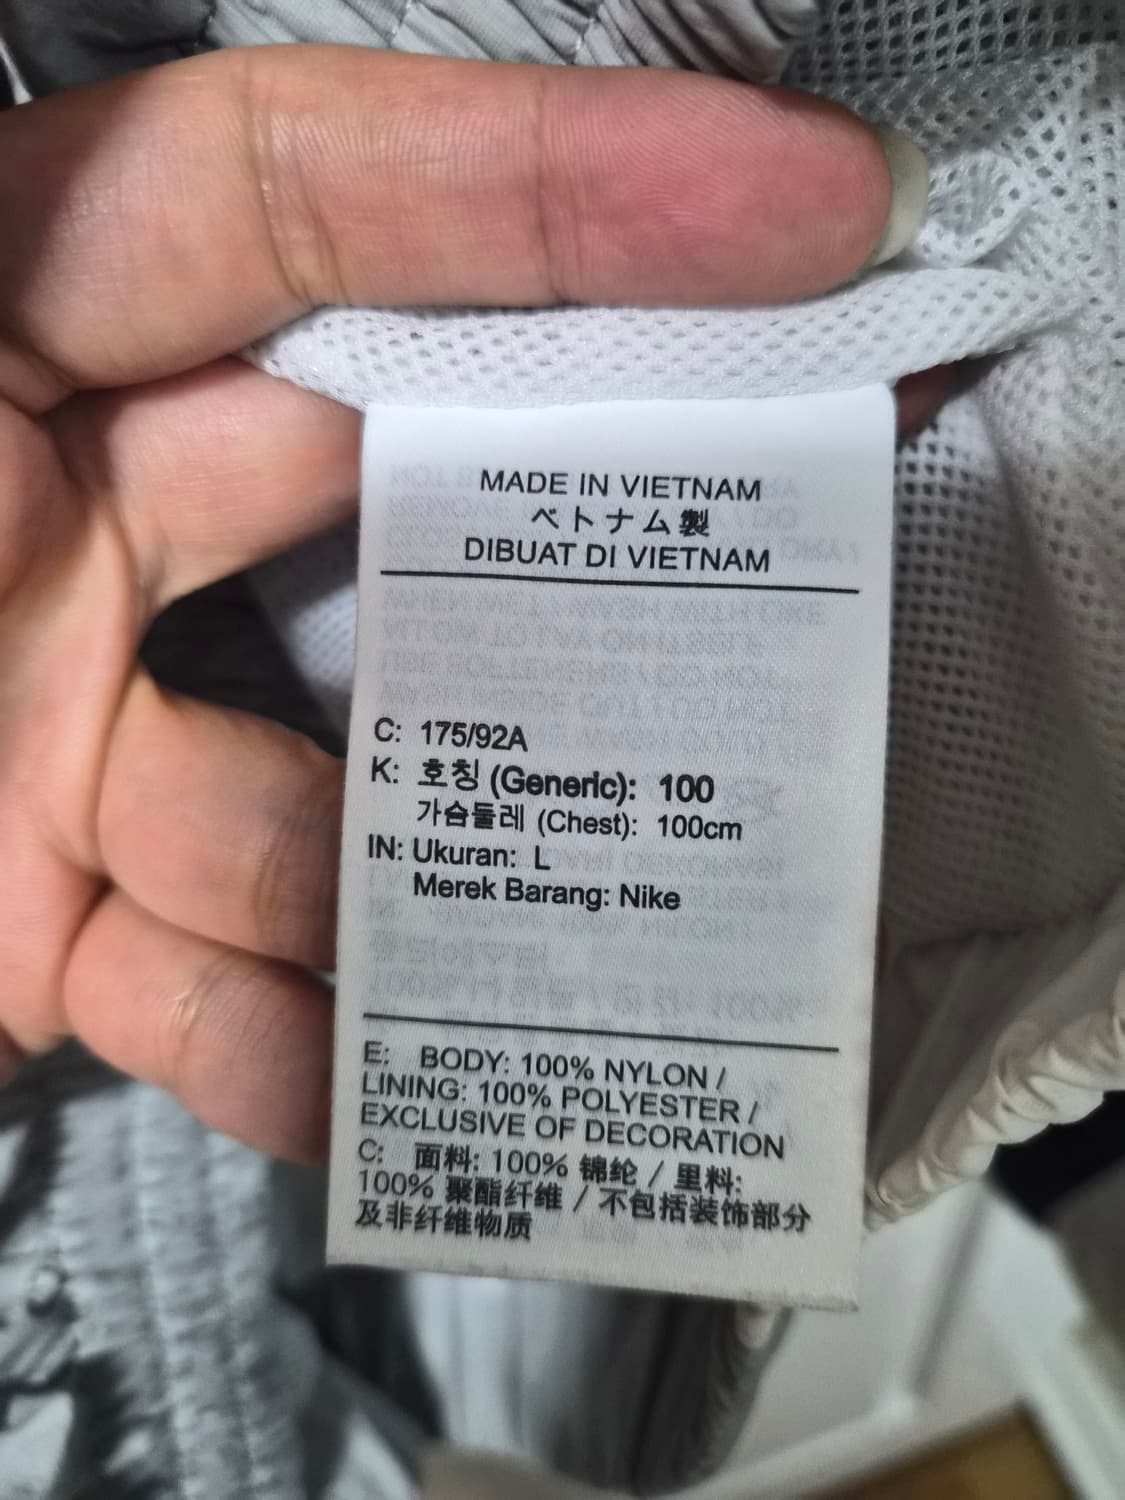 MADE IN VIETNAM
ベトナム製
DIBUAT DI VIETNAM
C: 175/92A
K: 호칭 (Generic): 100
가슴둘레 (Chest): 100cm
IN: Ukuran: L
Merek Barang: Nike
E: BODY: 100% NYLON /
LINING: 100% POLYESTER /
EXCLUSIVE OF DECORATION
C: 面料: 100% 锦纶 / 里料:
100% 聚酯纤维 / 不包括装饰部分
及非纤维物质